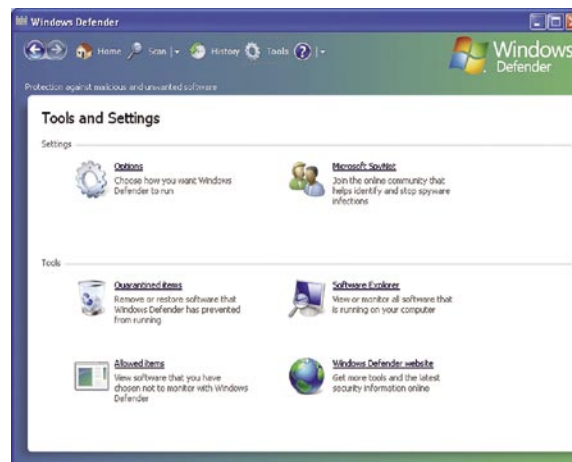 Windows Defender
Home Scan History Tools
Windows
Defender
Protection against malicious and unwanted software
Tools and Settings
Settings
Options
Choose how you want Windows
Defender to run
Microsoft SpyNet
Join the online community that
helps identify and stop spyware
infections
Tools
Quarantined items
Remove or restore software that
Windows Defender has prevented
from running
Software Explorer
View or monitor all software that
is running on your computer
Allowed items
View software that you have
chosen not to monitor with Windows
Defender
Windows Defender website
Get more tools and the latest
security information online